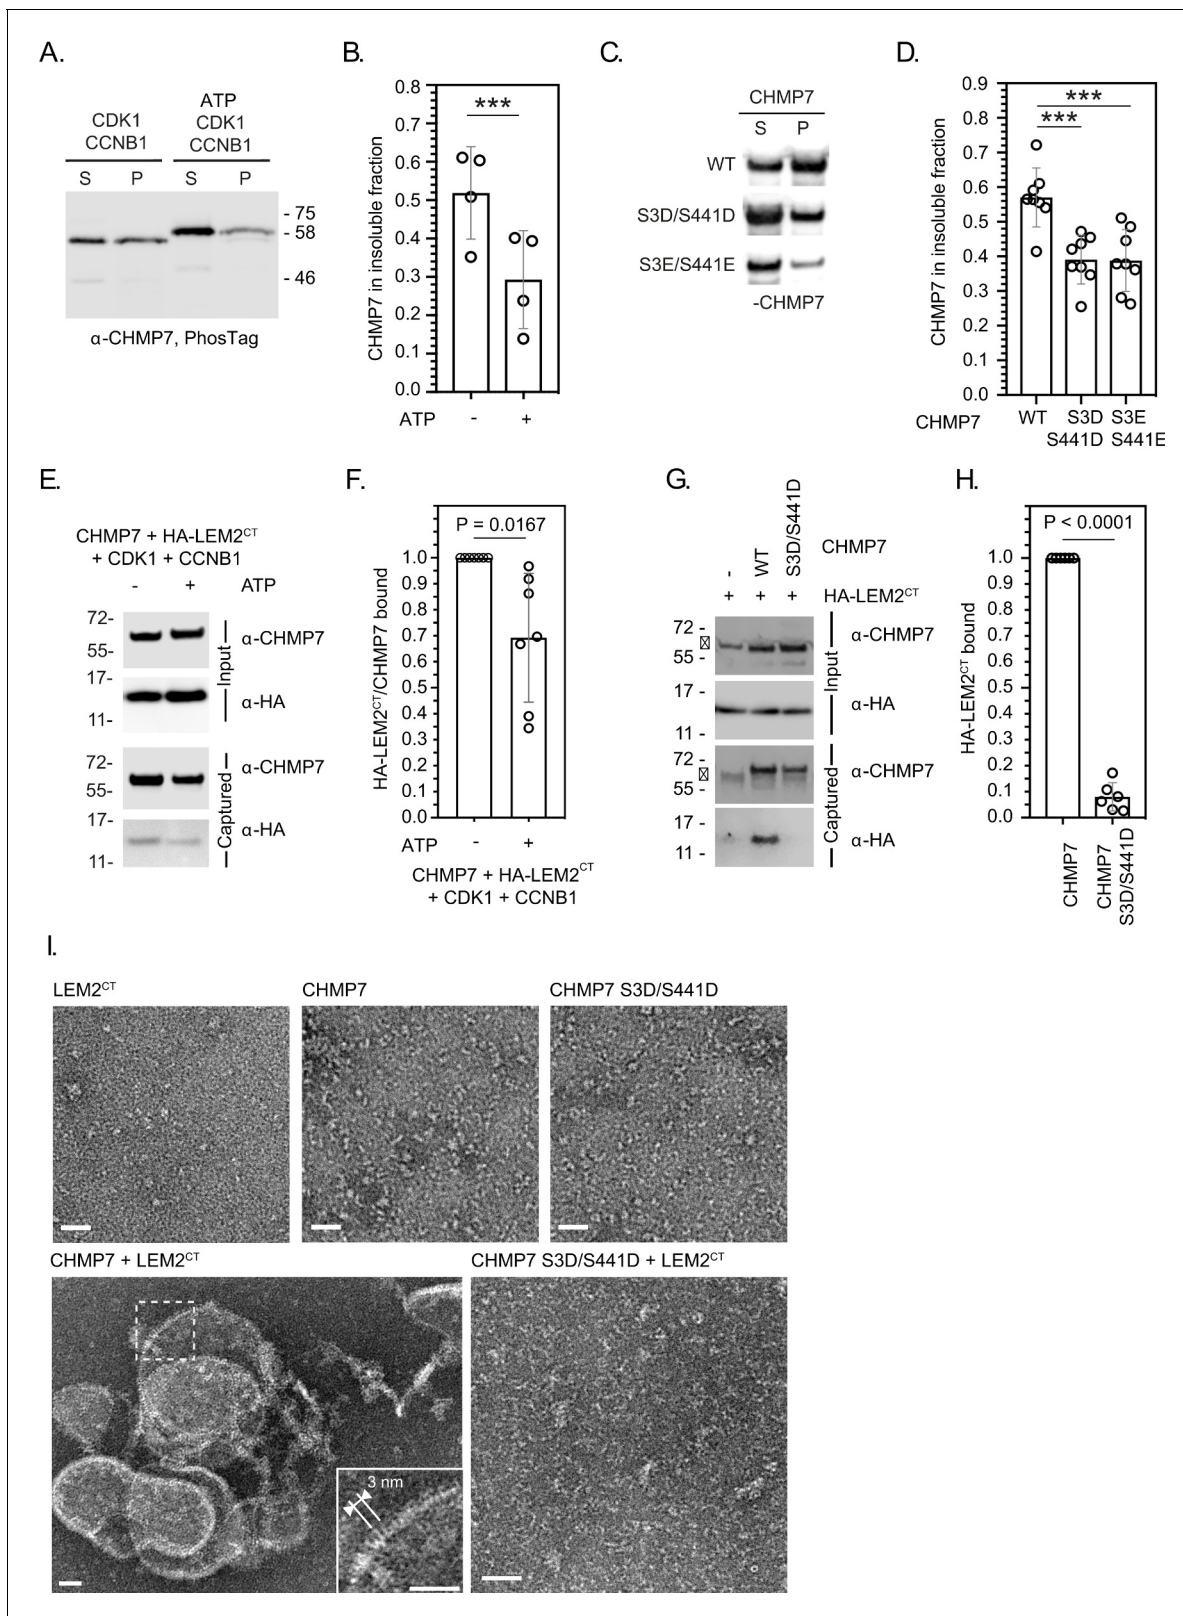 A.
CDK1
CCNB1
ATP
CDK1
CCNB1
S P S P
- 75
- 58
- 46
α-CHMP7, PhosTag
B.
CHMP7 in insoluble fraction
0.8
0.7
0.6
0.5
0.4
0.3
0.2
0.1
0.0
***
ATP - +
C.
CHMP7
S P
WT
S3D/S441D
S3E/S441E
-CHMP7
D.
CHMP7 in insoluble fraction
0.9
0.8
0.7
0.6
0.5
0.4
0.3
0.2
0.1
0.0
***
***
CHMP7 WT S3D S3E
S441D S441E
E.
CHMP7 + HA-LEM2CT
+ CDK1 + CCNB1
- + ATP
72-
55-
α-CHMP7
17-
11-
α-HA
Input
72-
55-
α-CHMP7
17-
11-
α-HA
Captured
F.
HA-LEM2CT/CHMP7 bound
P = 0.0167
1.0
0.9
0.8
0.7
0.6
0.5
0.4
0.3
0.2
0.1
0.0
ATP - +
CHMP7 + HA-LEM2CT
+ CDK1 + CCNB1
G.
- WT S3D/S441D CHMP7
+ + + HA-LEM2CT
72 -
55 -
α-CHMP7
17 -
11 -
α-HA
Input
72 -
55 -
α-CHMP7
17 -
11 -
α-HA
Captured
H.
HA-LEM2CT bound
P < 0.0001
1.0
0.9
0.8
0.7
0.6
0.5
0.4
0.3
0.2
0.1
0.0
CHMP7
CHMP7
S3D/S441D
I.
LEM2CT
CHMP7
CHMP7 S3D/S441D
CHMP7 + LEM2CT
3 nm
CHMP7 S3D/S441D + LEM2CT